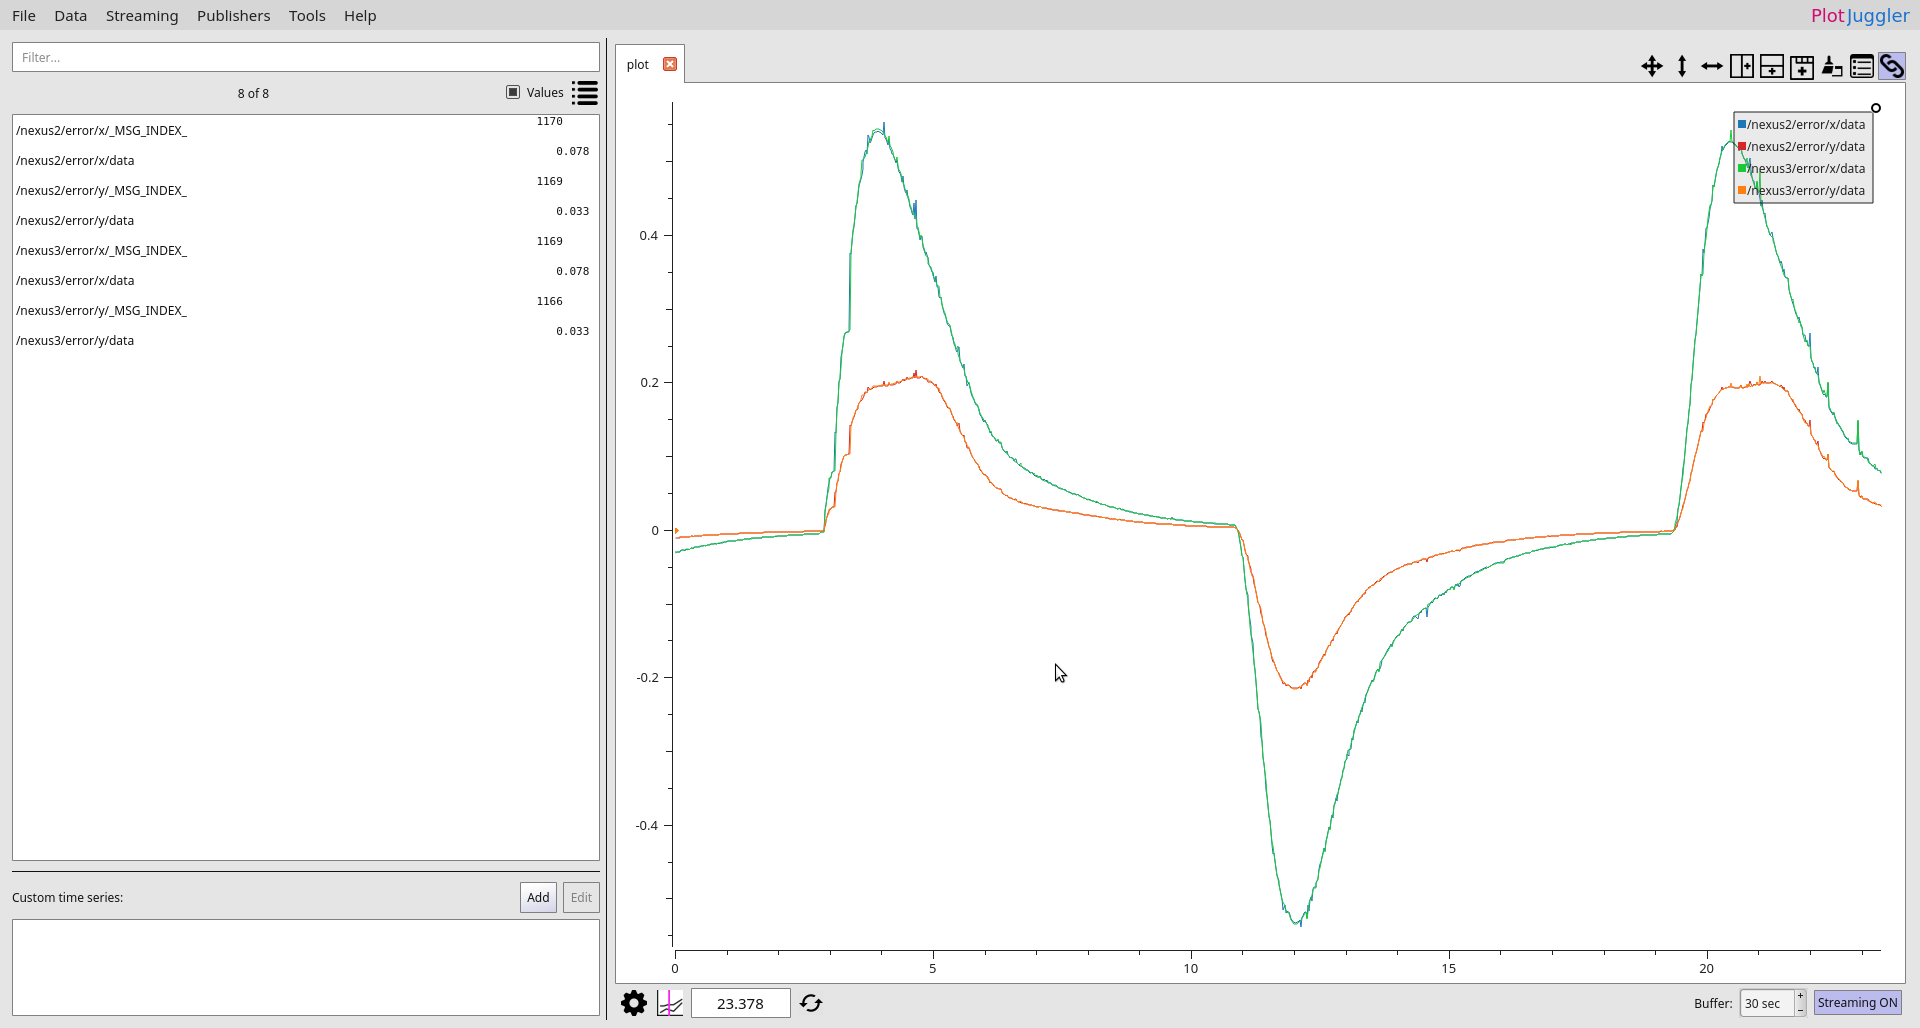 File Data Streaming Publishers Tools Help PlotJuggler
Filter...
8 of 8 Values
/nexus2/error/x/_MSG_INDEX_ 1170
/nexus2/error/x/data 0.078
/nexus2/error/y/_MSG_INDEX_ 1169
/nexus2/error/y/data 0.033
/nexus3/error/x/_MSG_INDEX_ 1169
/nexus3/error/x/data 0.078
/nexus3/error/y/_MSG_INDEX_ 1166
/nexus3/error/y/data 0.033
Custom time series: Add Edit
plot
/nexus2/error/x/data
/nexus2/error/y/data
/nexus3/error/x/data
/nexus3/error/y/data
0.4
0.2
0
-0.2
-0.4
0 5 10 15 20
23.378 Buffer: 30 sec Streaming ON